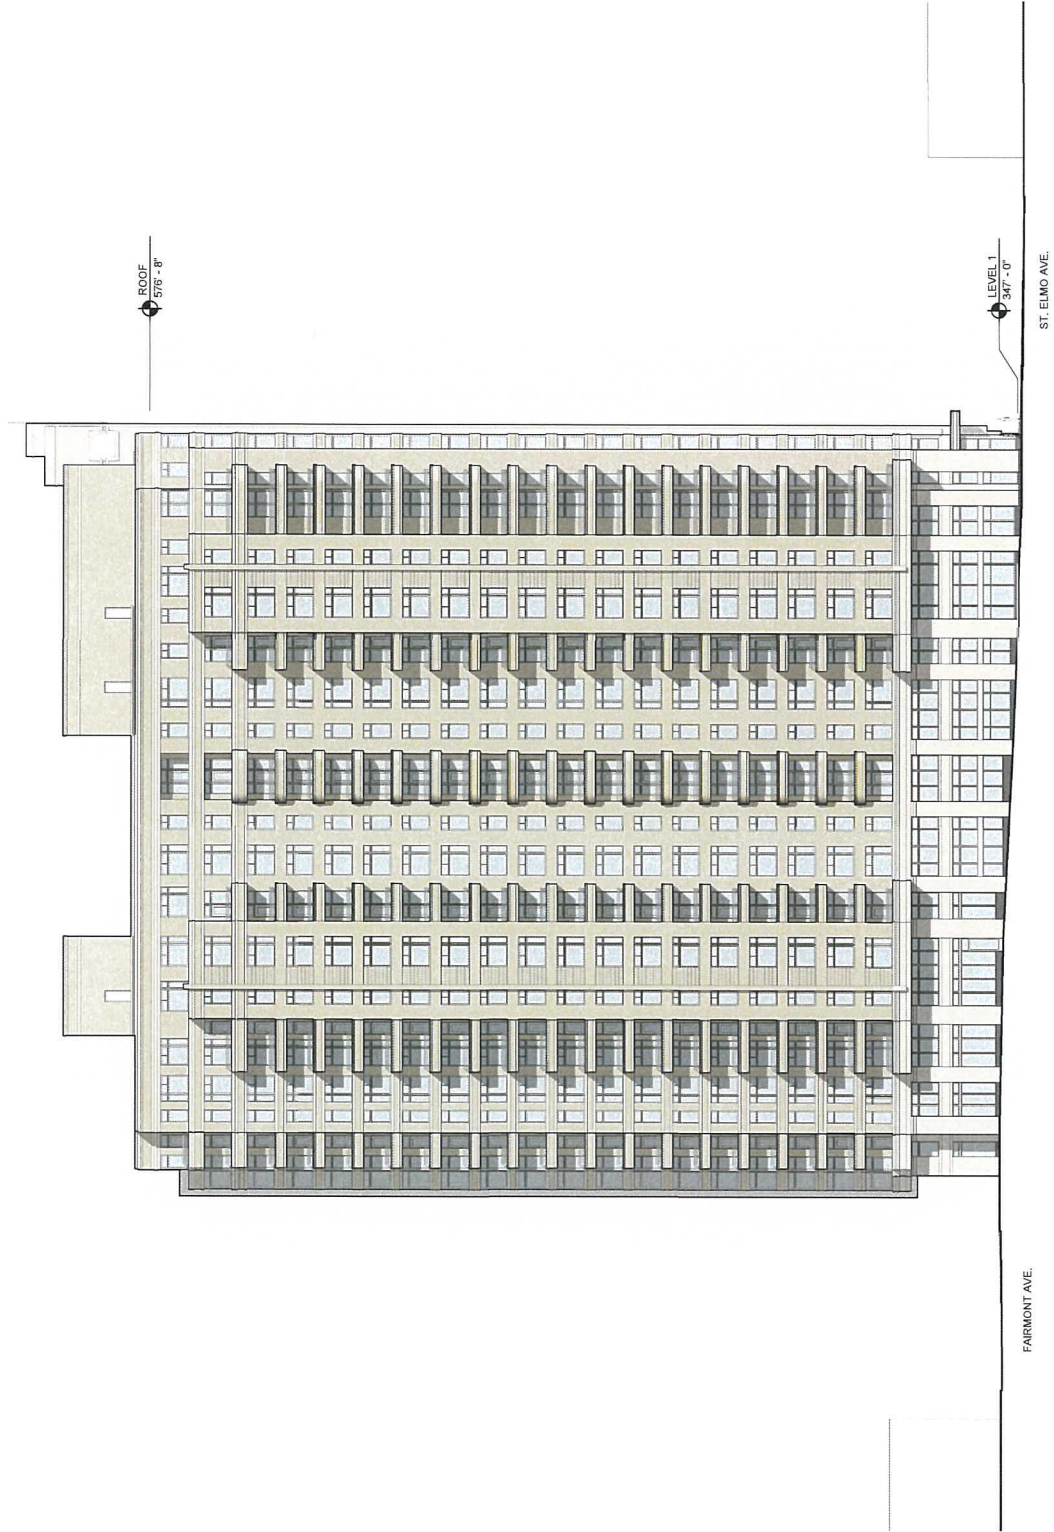 ROOF
576' - 8"
LEVEL 1
347' - 0"
FAIRMONT AVE.
ST. ELMO AVE.